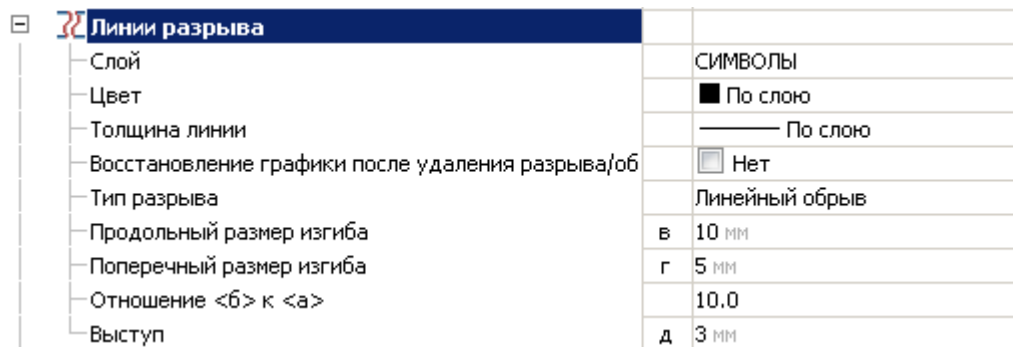 Линии разрыва
Слой СИМВОЛЫ
Цвет По слою
Толщина линии По слою
Восстановление графики после удаления разрыва/об Нет
Тип разрыва Линейный обрыв
Продольный размер изгиба в 10 мм
Поперечный размер изгиба г 5 мм
Отношение <б> к <а> 10.0
Выступ д 3 мм